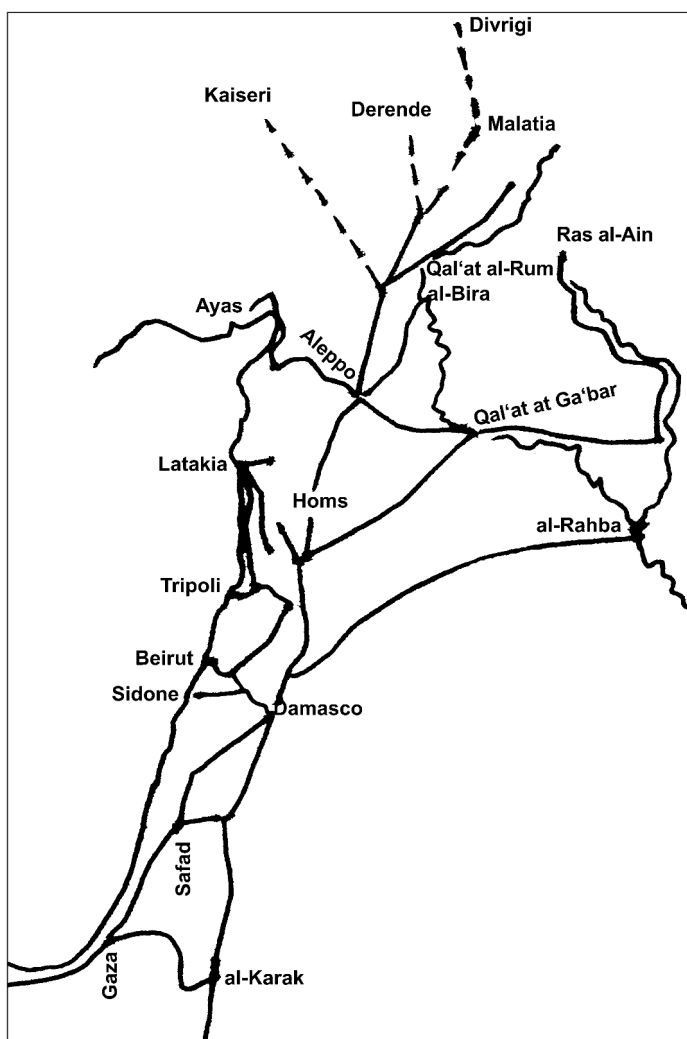 Divrigi
Kaiseri
Derende
Malatia
Ras al-Ain
Qal‘at al-Rum
al-Bira
Ayas
Aleppo
Qal‘at at Ga‘bar
Latakia
Homs
al-Rahba
Tripoli
Beirut
Sidone
Damasco
Safad
Gaza
al-Karak